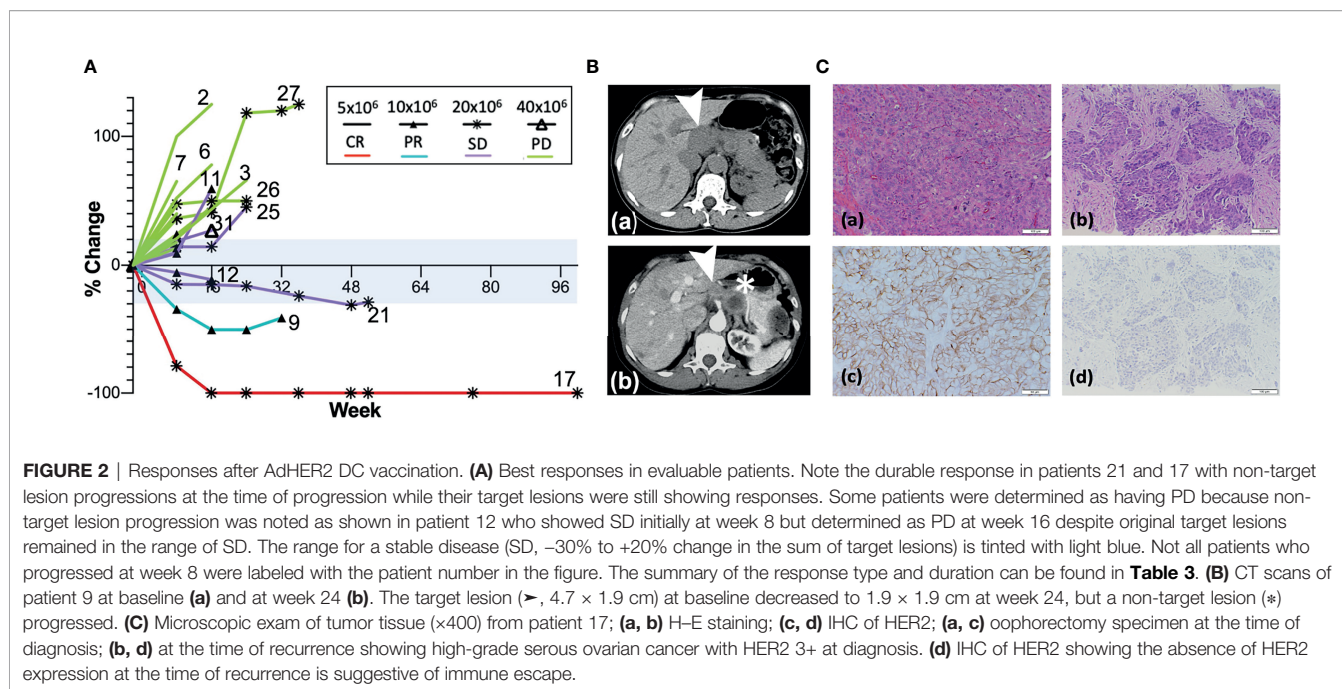 A
B
C
% Change
100
0
-100
2
27
7
6
11
3
26
25
31
12
21
9
17
5x10⁶ 10x10⁶ 20x10⁶ 40x10⁶
CR PR SD PD
0 16 32 48 64 80 96
Week
(a)
(b)
(a)
(b)
(c)
(d)
*
FIGURE 2 | Responses after AdHER2 DC vaccination. (A) Best responses in evaluable patients. Note the durable response in patients 21 and 17 with non-target
lesion progressions at the time of progression while their target lesions were still showing responses. Some patients were determined as having PD because non-
target lesion progression was noted as shown in patient 12 who showed SD initially at week 8 but determined as PD at week 16 despite original target lesions
remained in the range of SD. The range for a stable disease (SD, −30% to +20% change in the sum of target lesions) is tinted with light blue. Not all patients who
progressed at week 8 were labeled with the patient number in the figure. The summary of the response type and duration can be found in Table 3. (B) CT scans of
patient 9 at baseline (a) and at week 24 (b). The target lesion (➤, 4.7 × 1.9 cm) at baseline decreased to 1.9 × 1.9 cm at week 24, but a non-target lesion (*)
progressed. (C) Microscopic exam of tumor tissue (×400) from patient 17; (a, b) H–E staining; (c, d) IHC of HER2; (a, c) oophorectomy specimen at the time of
diagnosis; (b, d) at the time of recurrence showing high-grade serous ovarian cancer with HER2 3+ at diagnosis. (d) IHC of HER2 showing the absence of HER2
expression at the time of recurrence is suggestive of immune escape.